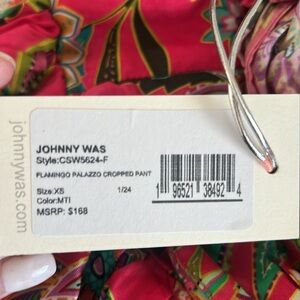 johnnywas.com
JOHNNY WAS
Style:CSW5624-F
FLAMINGO PALAZZO CROPPED PANT
Size:XS 1/24
Color:MTI
MSRP: $168
1 96521 38492 4